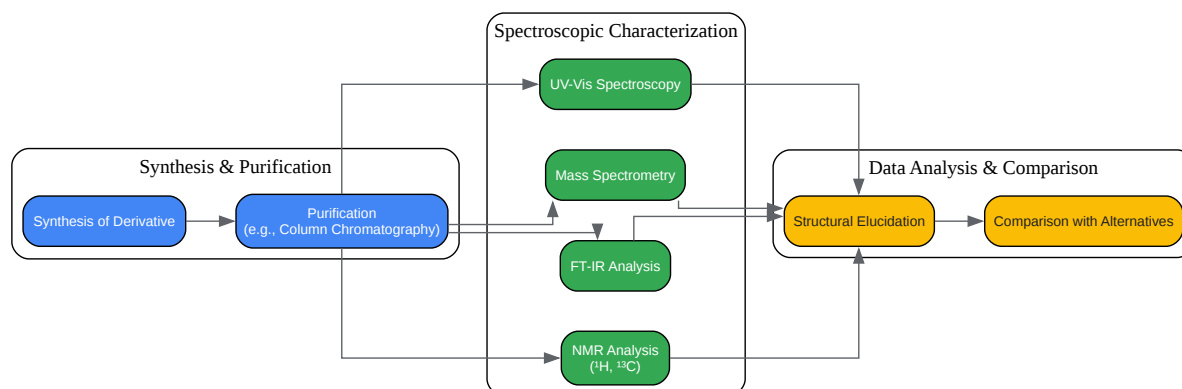 Spectroscopic Characterization
UV-Vis Spectroscopy
Synthesis & Purification
Mass Spectrometry
Data Analysis & Comparison
Synthesis of Derivative
Purification
(e.g., Column Chromatography)
Structural Elucidation
Comparison with Alternatives
FT-IR Analysis
NMR Analysis
(¹H, ¹³C)